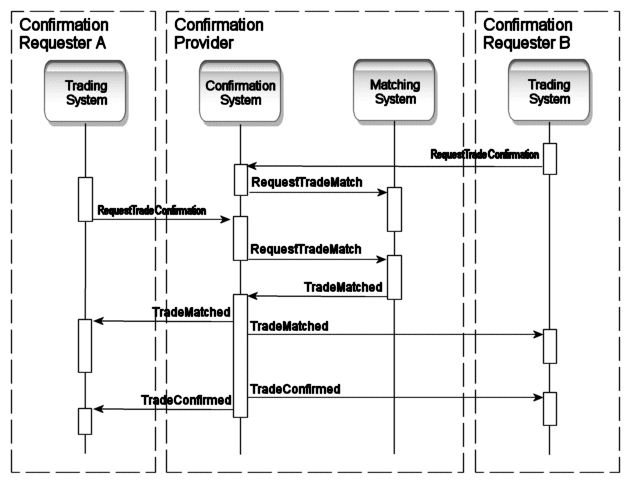 Confirmation
Requester A
Confirmation
Provider
Confirmation
Requester B
Trading
System
Confirmation
System
Matching
System
Trading
System
RequestTradeConfirmation
RequestTradeMatch
RequestTradeConfirmation
RequestTradeMatch
TradeMatched
TradeMatched
TradeMatched
TradeConfirmed
TradeConfirmed